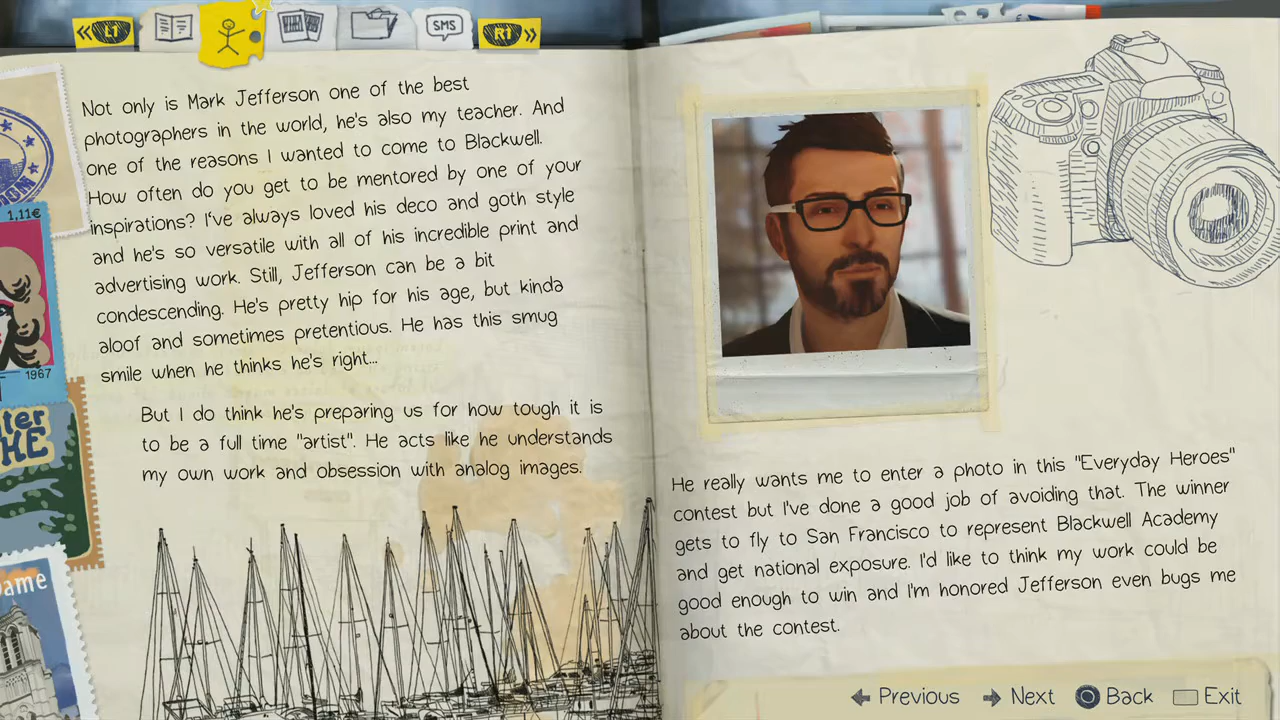 L1
SMS
R1
Not only is Mark Jefferson one of the best
photographers in the world, he's also my teacher. And
one of the reasons I wanted to come to Blackwell.
How often do you get to be mentored by one of your
inspirations? I've always loved his deco and goth style
and he's so versatile with all of his incredible print and
advertising work. Still, Jefferson can be a bit
condescending. He's pretty hip for his age, but kinda
aloof and sometimes pretentious. He has this smug
smile when he thinks he's right...
But I do think he's preparing us for how tough it is
to be a full time "artist". He acts like he understands
my own work and obsession with analog images.
1,11€
1967
He really wants me to enter a photo in this "Everyday Heroes"
contest but I've done a good job of avoiding that. The winner
gets to fly to San Francisco to represent Blackwell Academy
and get national exposure. I'd like to think my work could be
good enough to win and I'm honored Jefferson even bugs me
about the contest.
Previous Next Back Exit